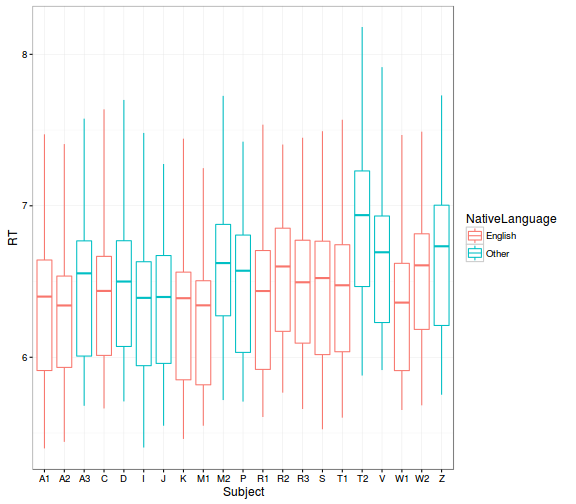 RT
8
7
6
A1 A2 A3 C D I J K M1 M2 P R1 R2 R3 S T1 T2 V W1 W2 Z
Subject
NativeLanguage
English
Other